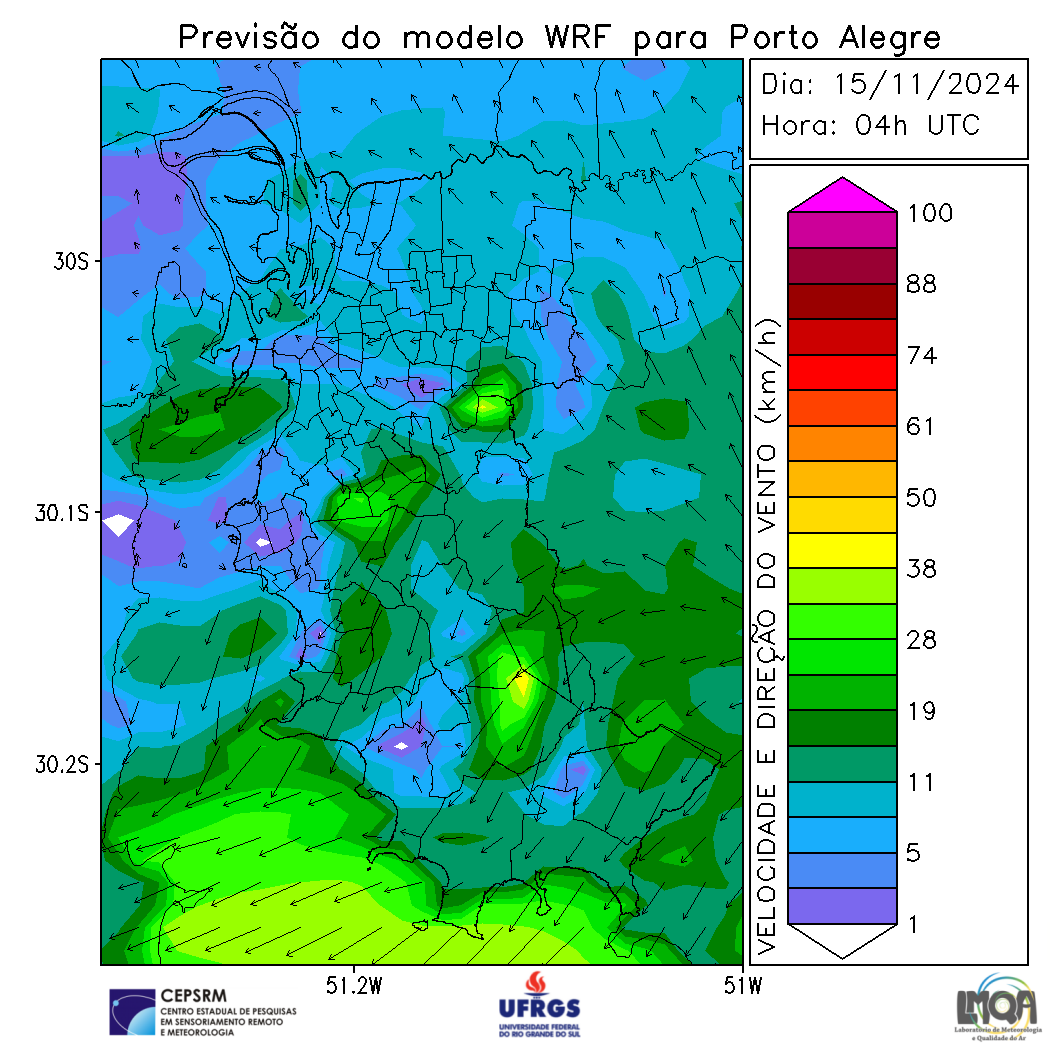 Previsão do modelo WRF para Porto Alegre
Dia: 15/11/2024
Hora: 04h UTC
30S
30.1S
30.2S
51.2W
51W
VELOCIDADE E DIREÇÃO DO VENTO (km/h)
100
88
74
61
50
38
28
19
11
5
1
CEPSRM
CENTRO ESTADUAL DE PESQUISAS
EM SENSORIAMENTO REMOTO
E METEOROLOGIA
UFRGS
UNIVERSIDADE FEDERAL
DO RIO GRANDE DO SUL
LMQA
Laboratório de Meteorologia
e Qualidade do Ar